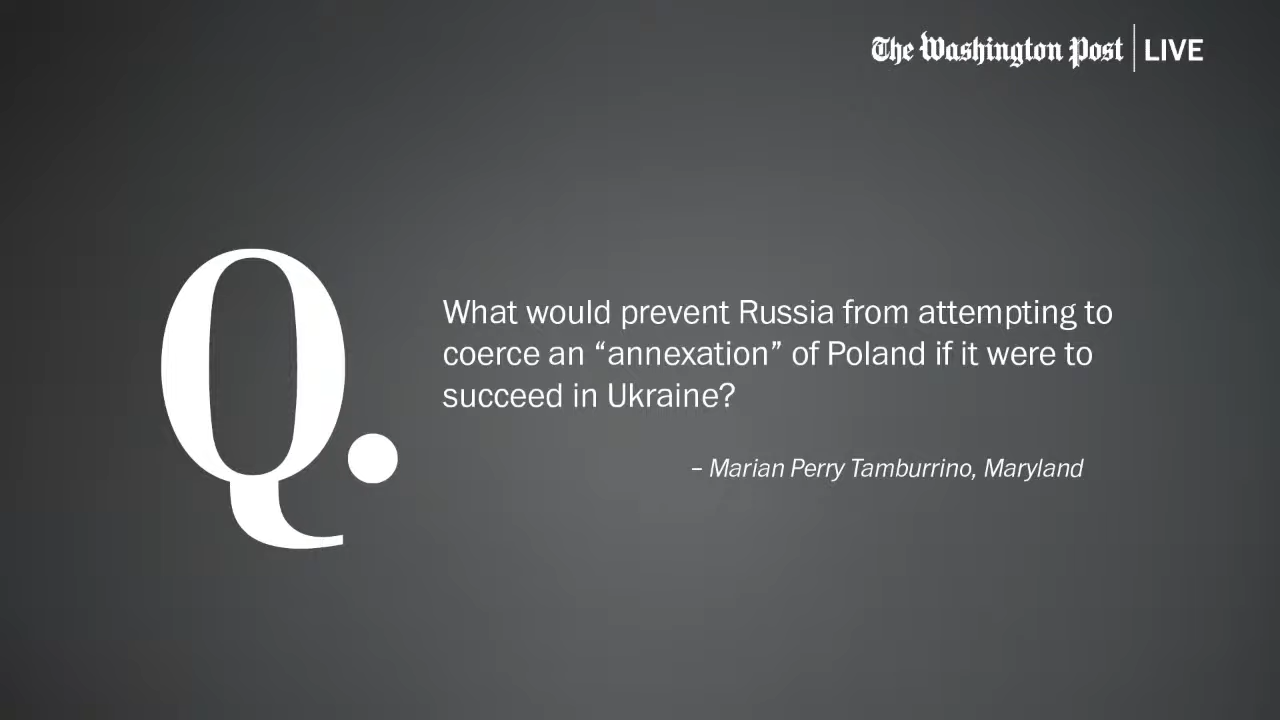 The Washington Post | LIVE
Q.
What would prevent Russia from attempting to
coerce an “annexation” of Poland if it were to
succeed in Ukraine?
– Marian Perry Tamburrino, Maryland